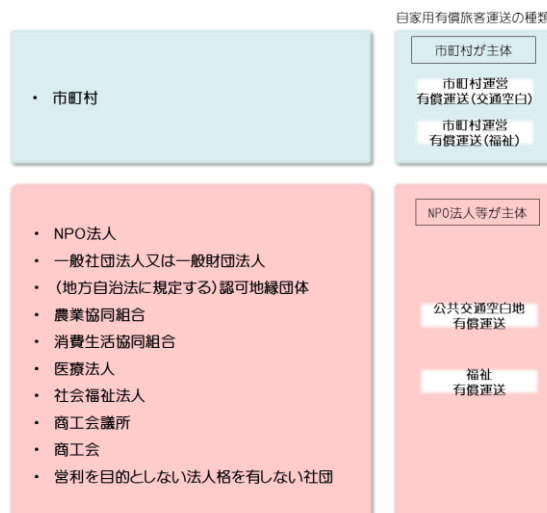 自家用有償旅客運送の種類
・ 市町村
市町村が主体
市町村運営
有償運送(交通空白)
市町村運営
有償運送(福祉)
・ NPO法人
・ 一般社団法人又は一般財団法人
・ (地方自治法に規定する)認可地縁団体
・ 農業協同組合
・ 消費生活協同組合
・ 医療法人
・ 社会福祉法人
・ 商工会議所
・ 商工会
・ 営利を目的としない法人格を有しない社団
NPO法人等が主体
公共交通空白地
有償運送
福祉
有償運送